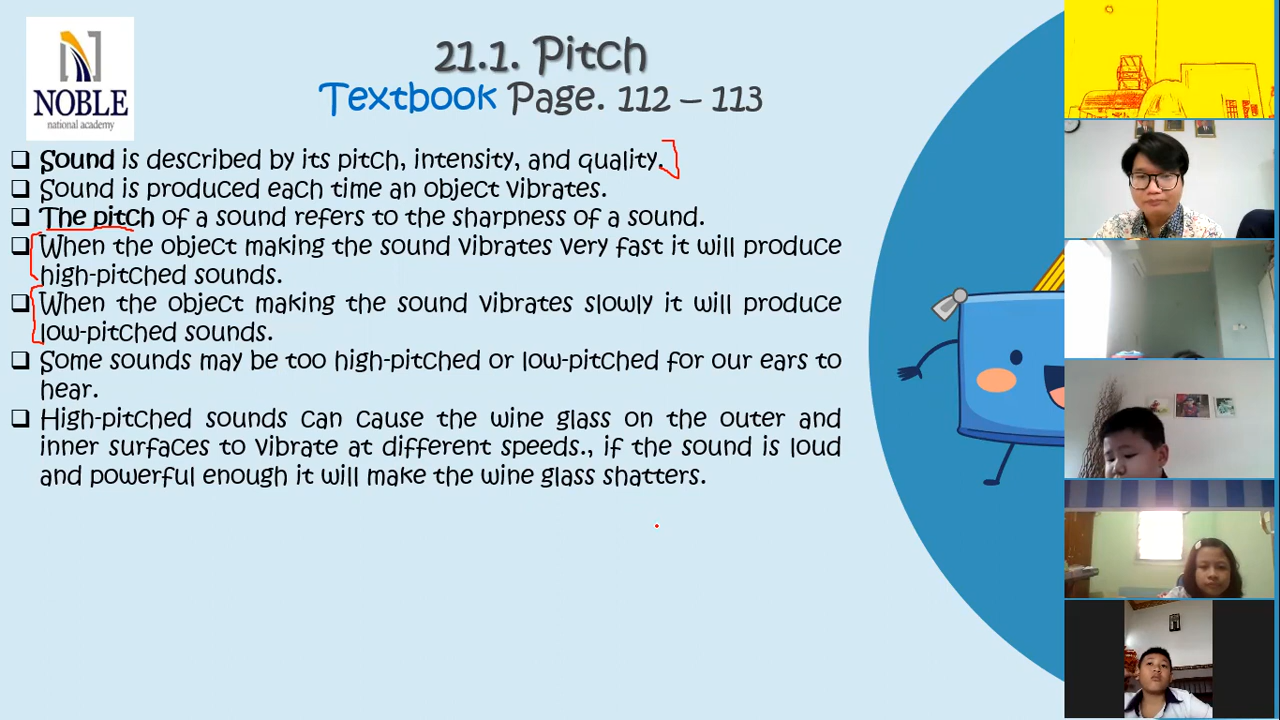 NOBLE
national academy
21.1. Pitch
Textbook Page. 112 – 113
Sound is described by its pitch, intensity, and quality.
Sound is produced each time an object vibrates.
The pitch of a sound refers to the sharpness of a sound.
When the object making the sound vibrates very fast it will produce
high-pitched sounds.
When the object making the sound vibrates slowly it will produce
low-pitched sounds.
Some sounds may be too high-pitched or low-pitched for our ears to
hear.
High-pitched sounds can cause the wine glass on the outer and
inner surfaces to vibrate at different speeds., if the sound is loud
and powerful enough it will make the wine glass shatters.